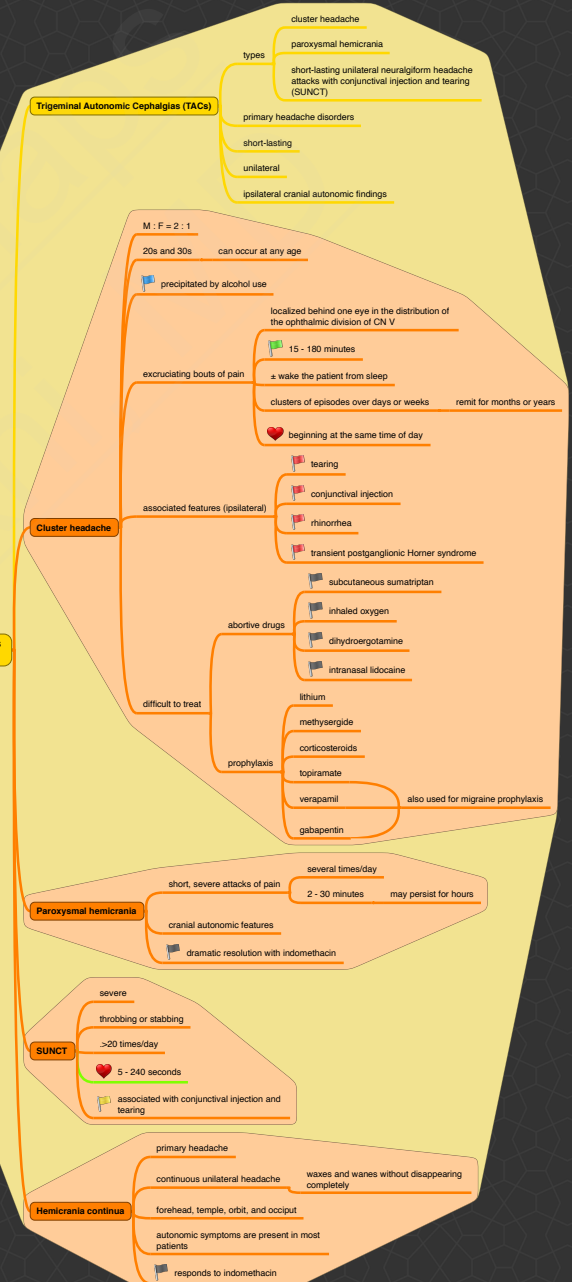 cluster headache
types
paroxysmal hemicrania
short-lasting unilateral neuralgiform headache
attacks with conjunctival injection and tearing
(SUNCT)
Trigeminal Autonomic Cephalgias (TACs)
primary headache disorders
short-lasting
unilateral
ipsilateral cranial autonomic findings
M : F = 2 : 1
20s and 30s
can occur at any age
precipitated by alcohol use
localized behind one eye in the distribution of
the ophthalmic division of CN V
15 - 180 minutes
excruciating bouts of pain
± wake the patient from sleep
clusters of episodes over days or weeks
remit for months or years
beginning at the same time of day
tearing
conjunctival injection
associated features (ipsilateral)
rhinorrhea
transient postganglionic Horner syndrome
Cluster headache
subcutaneous sumatriptan
inhaled oxygen
abortive drugs
dihydroergotamine
intranasal lidocaine
difficult to treat
lithium
methysergide
corticosteroids
prophylaxis
topiramate
verapamil
also used for migraine prophylaxis
gabapentin
several times/day
short, severe attacks of pain
2 - 30 minutes
may persist for hours
Paroxysmal hemicrania
cranial autonomic features
dramatic resolution with indomethacin
severe
throbbing or stabbing
.>20 times/day
SUNCT
5 - 240 seconds
associated with conjunctival injection and
tearing
primary headache
continuous unilateral headache
waxes and wanes without disappearing
completely
Hemicrania continua
forehead, temple, orbit, and occiput
autonomic symptoms are present in most
patients
responds to indomethacin